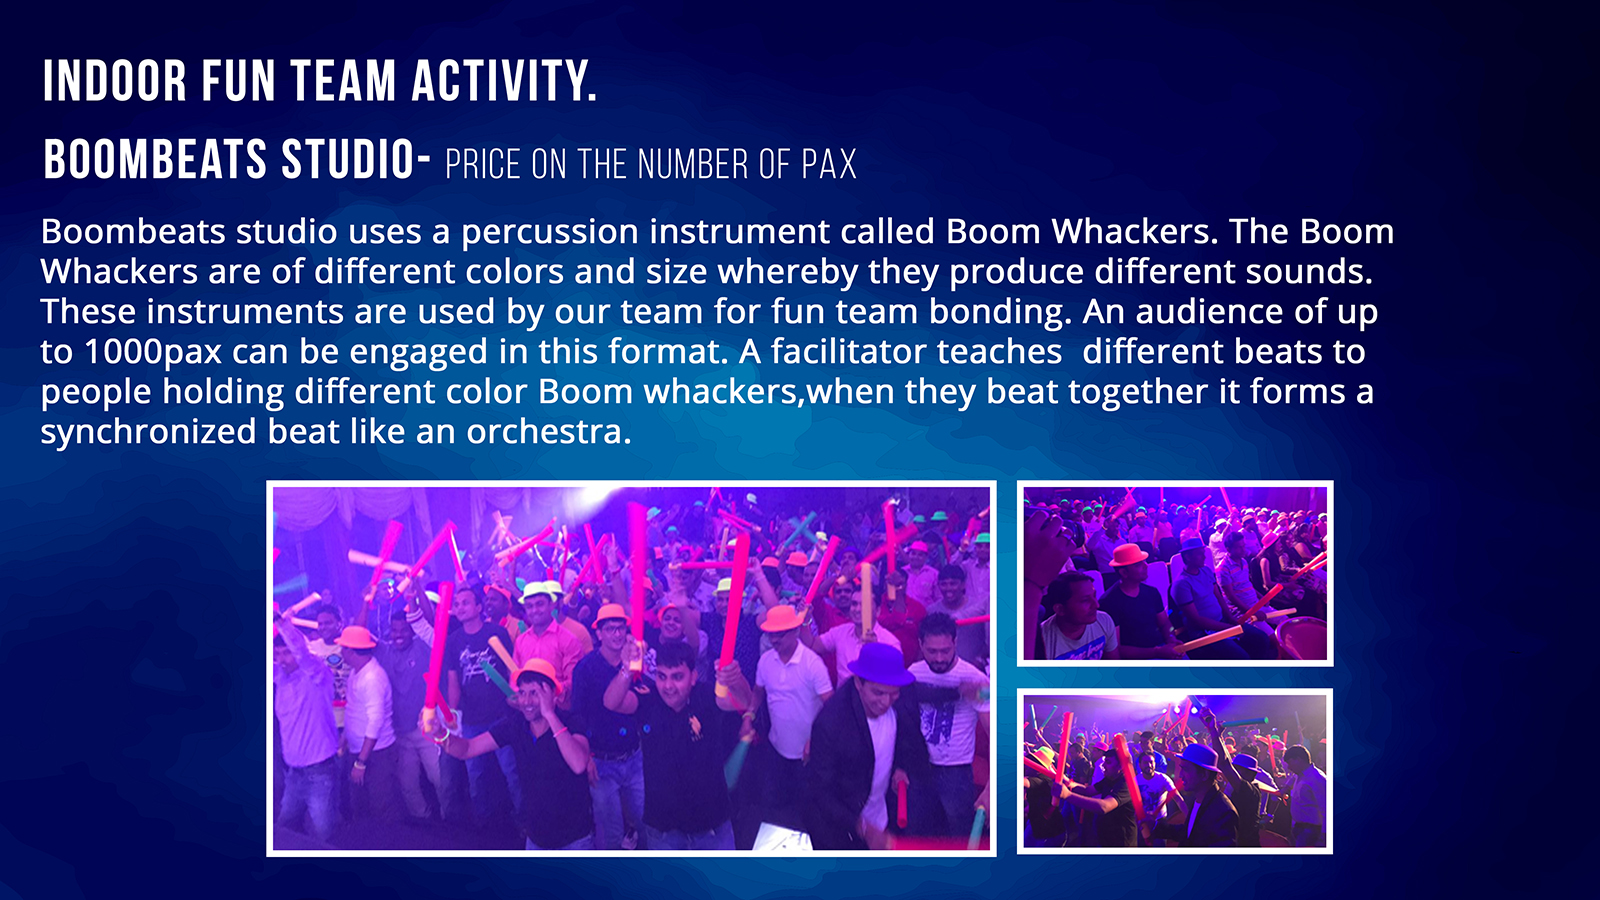 INDOOR FUN TEAM ACTIVITY.
BOOMBEATS STUDIO- PRICE ON THE NUMBER OF PAX
Boombeats studio uses a percussion instrument called Boom Whackers. The Boom
Whackers are of different colors and size whereby they produce different sounds.
These instruments are used by our team for fun team bonding. An audience of up
to 1000pax can be engaged in this format. A facilitator teaches  different beats to
people holding different color Boom whackers,when they beat together it forms a
synchronized beat like an orchestra.